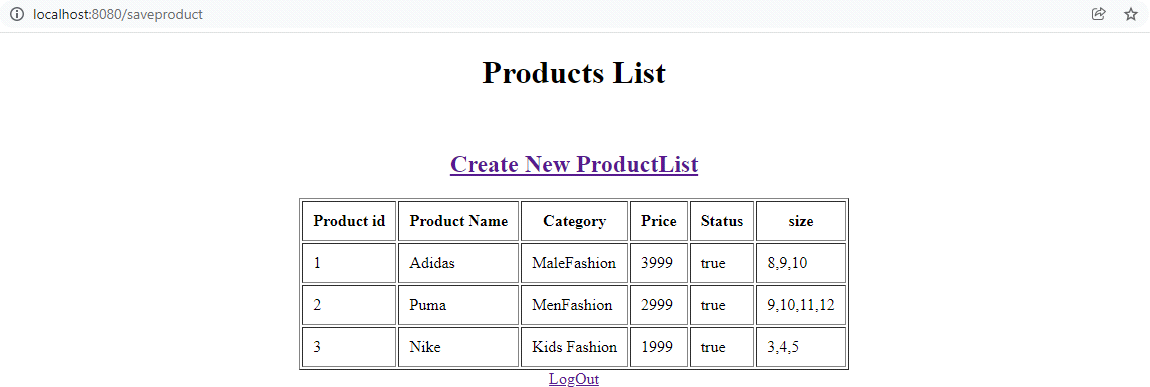 localhost:8080/saveproduct
Products List
Create New ProductList
Product id Product Name Category Price Status size
1 Adidas MaleFashion 3999 true 8,9,10
2 Puma MenFashion 2999 true 9,10,11,12
3 Nike Kids Fashion 1999 true 3,4,5
LogOut